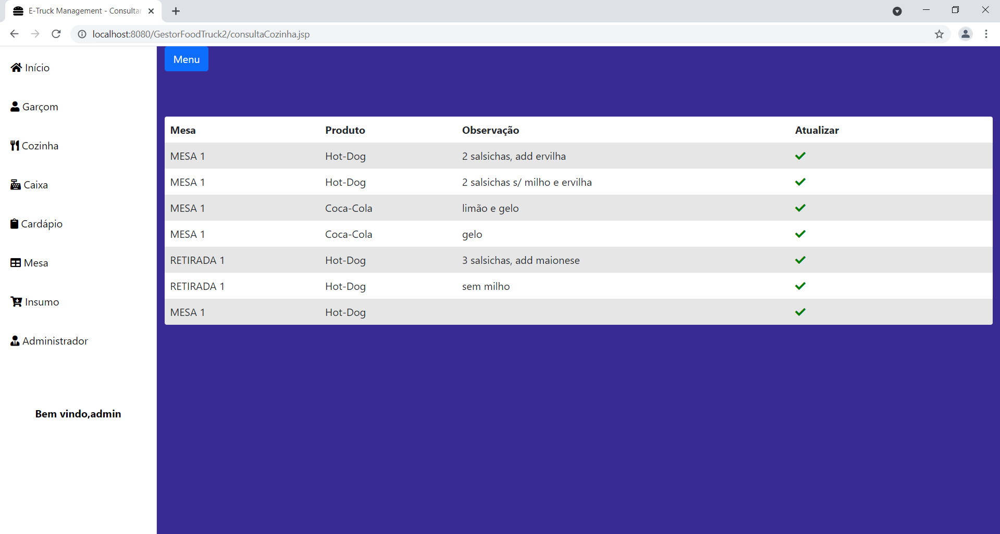 E-Truck Management - Consultar
localhost:8080/GestorFoodTruck2/consultaCozinha.jsp
Início
Garçom
Cozinha
Caixa
Cardápio
Mesa
Insumo
Administrador
Bem vindo,admin
Menu
Mesa Produto Observação Atualizar
MESA 1 Hot-Dog 2 salsichas, add ervilha
MESA 1 Hot-Dog 2 salsichas s/ milho e ervilha
MESA 1 Coca-Cola limão e gelo
MESA 1 Coca-Cola gelo
RETIRADA 1 Hot-Dog 3 salsichas, add maionese
RETIRADA 1 Hot-Dog sem milho
MESA 1 Hot-Dog